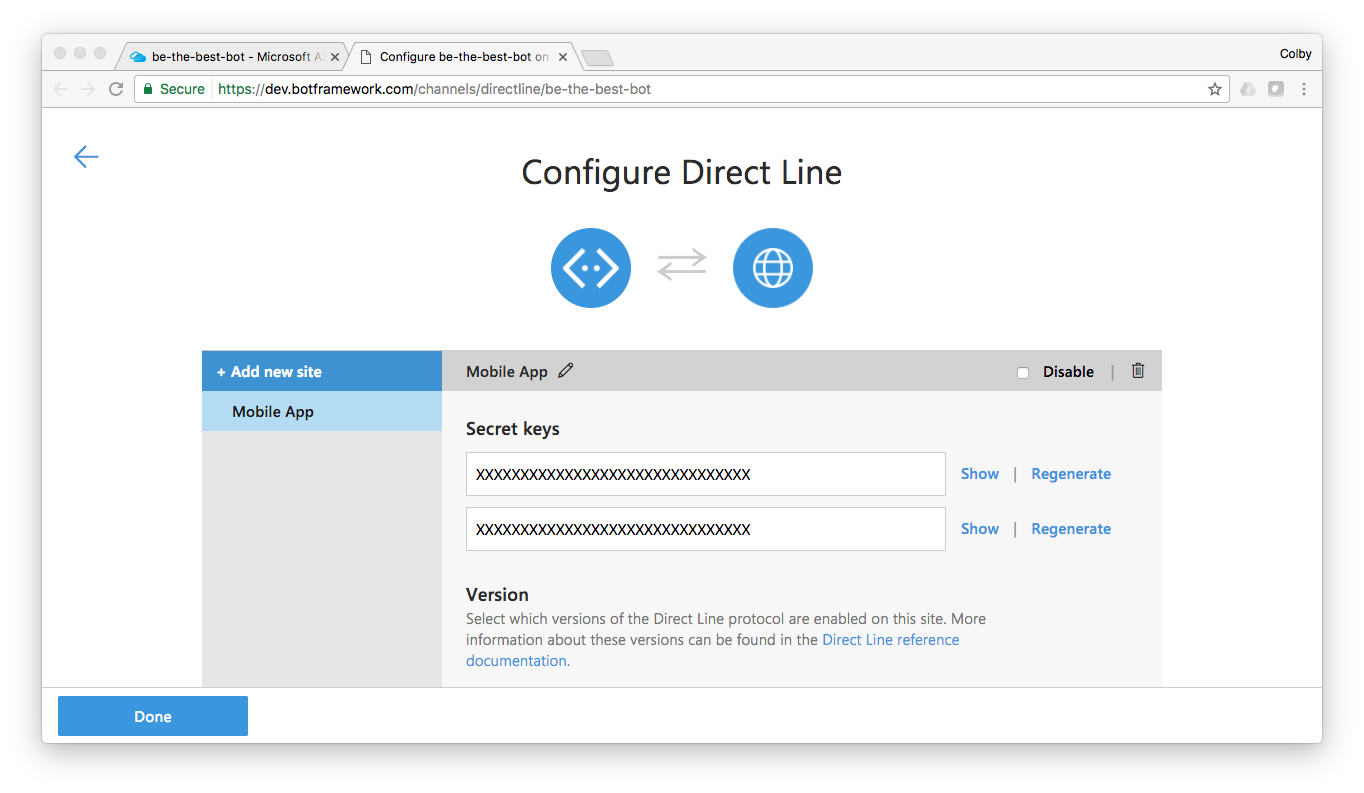 be-the-best-bot - Microsoft Az
Configure be-the-best-bot on
Colby
Secure
https://dev.botframework.com/channels/directline/be-the-best-bot
Configure Direct Line
+ Add new site
Mobile App
Disable
|
Mobile App
Secret keys
XXXXXXXXXXXXXXXXXXXXXXXXXXXXXXX
Show | Regenerate
XXXXXXXXXXXXXXXXXXXXXXXXXXXXXXX
Show | Regenerate
Version
Select which versions of the Direct Line protocol are enabled on this site. More
information about these versions can be found in the Direct Line reference
documentation.
Done